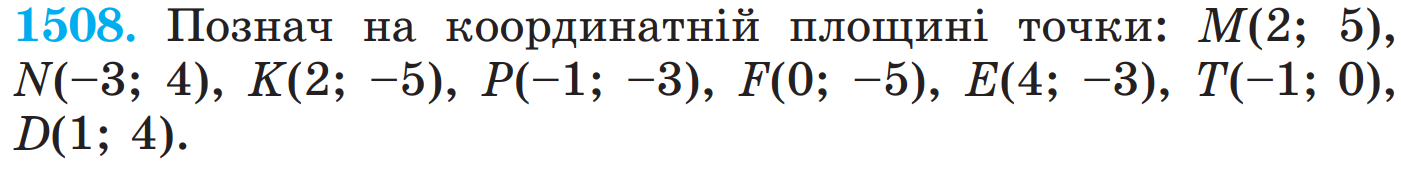 1508. Познач на координатній площині точки: M(2; 5),
N(−3; 4), K(2; −5), P(−1; −3), F(0; −5), E(4; −3), T(−1; 0),
D(1; 4).